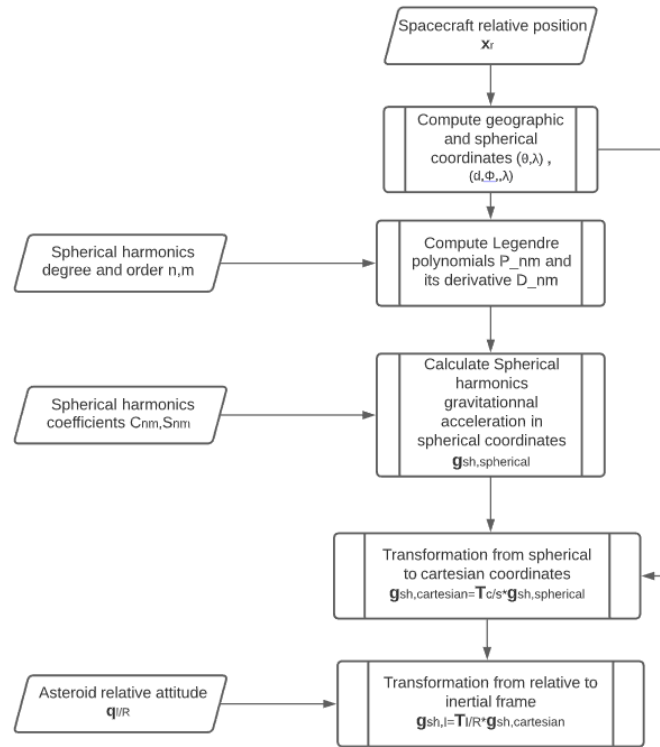 Spacecraft relative position
xr
Compute geographic
and spherical
coordinates (θ,λ) ,
(d,Φ,,λ)
Spherical harmonics
degree and order n,m
Compute Legendre
polynomials P_nm and
its derivative D_nm
Spherical harmonics
coefficients Cnm,Snm
Calculate Spherical
harmonics
gravitationnal
acceleration in
spherical coordinates
gsh,spherical
Transformation from spherical
to cartesian coordinates
gsh,cartesian=Tc/s*gsh,spherical
Asteroid relative attitude
qI/R
Transformation from relative to
inertial frame
gsh,I=TI/R*gsh,cartesian